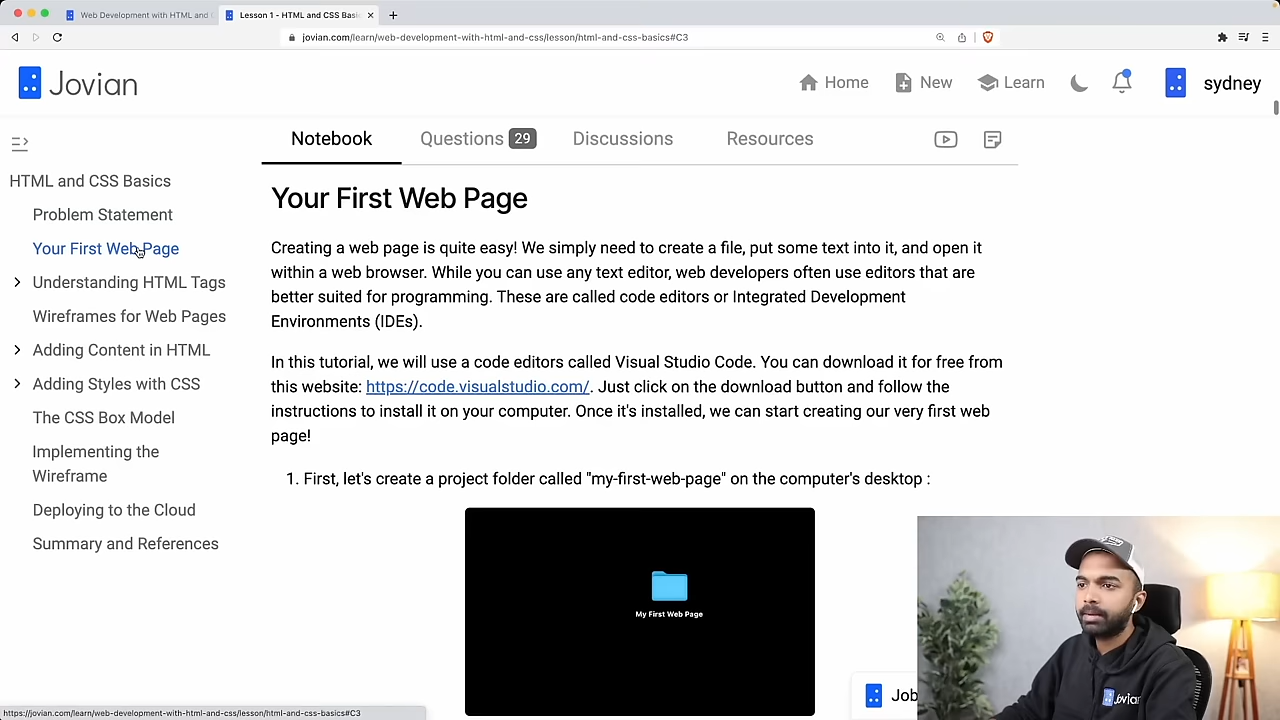 Web Development with HTML and
Lesson 1 - HTML and CSS Basi
jovian.com/learn/web-development-with-html-and-css/lesson/html-and-css-basics#C3
Jovian
Home
New
Learn
sydney
Notebook
Questions 29
Discussions
Resources
HTML and CSS Basics
Problem Statement
Your First Web Page
Understanding HTML Tags
Wireframes for Web Pages
Adding Content in HTML
Adding Styles with CSS
The CSS Box Model
Implementing the
Wireframe
Deploying to the Cloud
Summary and References
Your First Web Page
Creating a web page is quite easy! We simply need to create a file, put some text into it, and open it
within a web browser. While you can use any text editor, web developers often use editors that are
better suited for programming. These are called code editors or Integrated Development
Environments (IDEs).
In this tutorial, we will use a code editors called Visual Studio Code. You can download it for free from
this website: https://code.visualstudio.com/. Just click on the download button and follow the
instructions to install it on your computer. Once it's installed, we can start creating our very first web
page!
1. First, let's create a project folder called "my-first-web-page" on the computer's desktop :
My First Web Page
Job
Jovian
https://jovian.com/learn/web-development-with-html-and-css/lesson/html-and-css-basics#C3